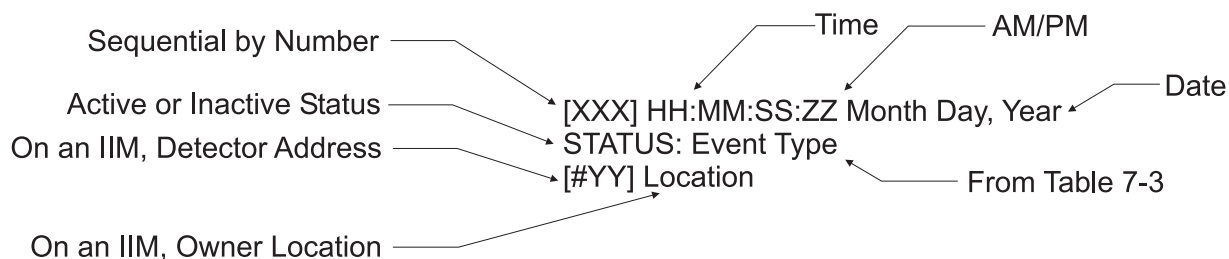 Time AM/PM
Sequential by Number
Date
Active or Inactive Status
[XXX] HH:MM:SS:ZZ Month Day, Year
STATUS: Event Type
On an IIM, Detector Address
[#YY] Location
From Table 7-3
On an IIM, Owner Location